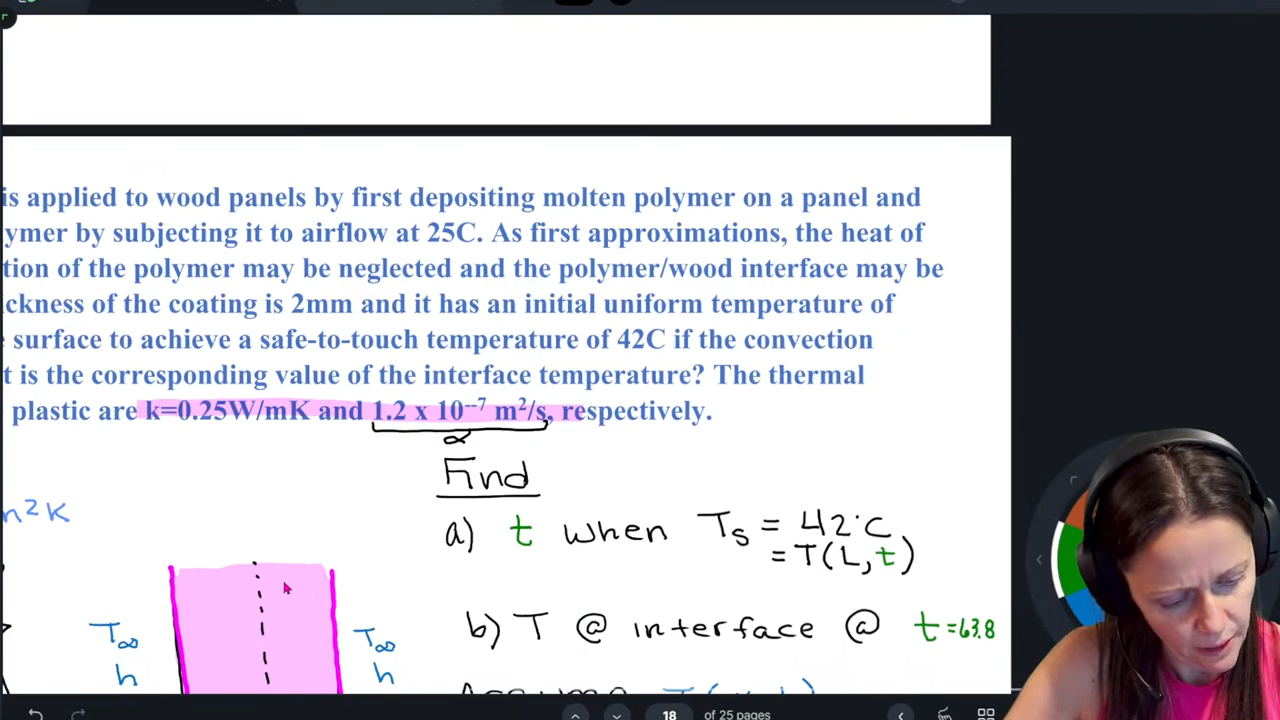 is applied to wood panels by first depositing molten polymer on a panel and
ymer by subjecting it to airflow at 25C. As first approximations, the heat of
tion of the polymer may be neglected and the polymer/wood interface may be
ckness of the coating is 2mm and it has an initial uniform temperature of
surface to achieve a safe-to-touch temperature of 42C if the convection
t is the corresponding value of the interface temperature? The thermal
plastic are k=0.25W/mK and 1.2 x 10⁻⁷ m²/s, respectively.
α
Find
n²K
a) t when Ts = 42°C
= T(L,t)
b) T @ interface @ t=63.8
T∞
h
T∞
h
Assume
18 of 25 pages